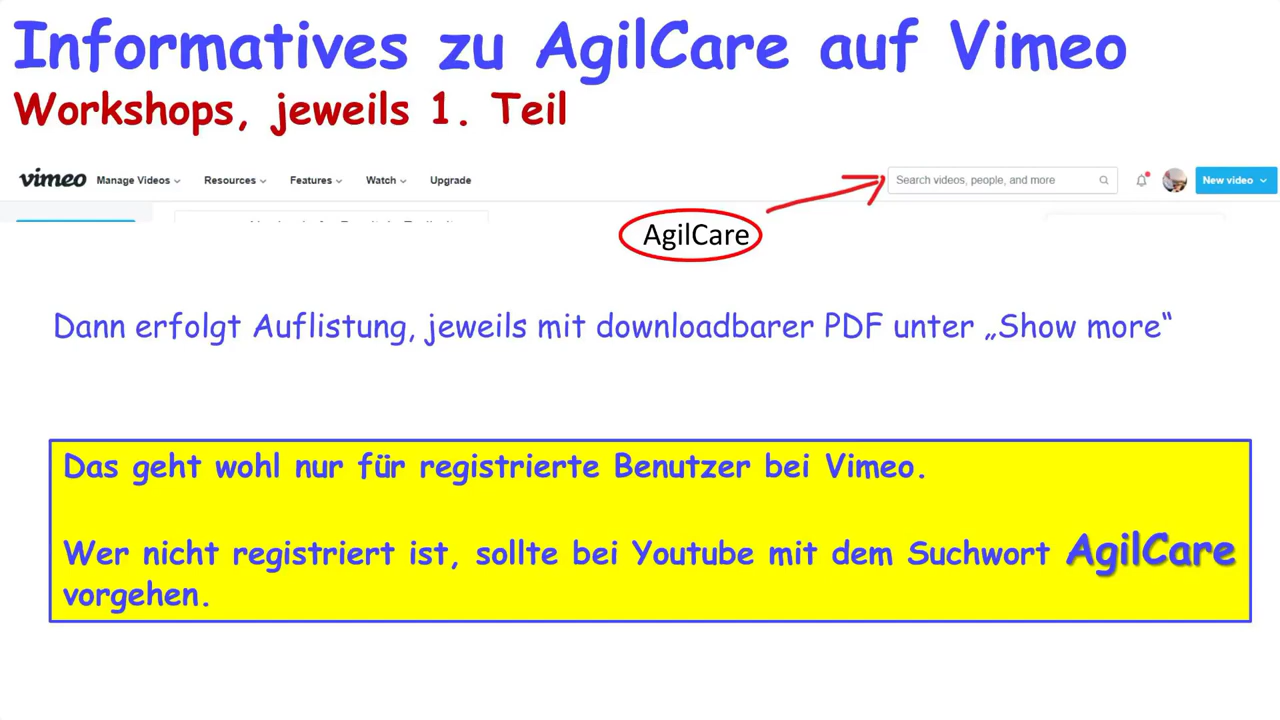 Informatives zu AgilCare auf Vimeo
Workshops, jeweils 1. Teil
vimeo Manage Videos Resources Features Watch Upgrade Search videos, people, and more New video
AgilCare
Dann erfolgt Auflistung, jeweils mit downloadbarer PDF unter „Show more“
Das geht wohl nur für registrierte Benutzer bei Vimeo.
Wer nicht registriert ist, sollte bei Youtube mit dem Suchwort AgilCare
vorgehen.